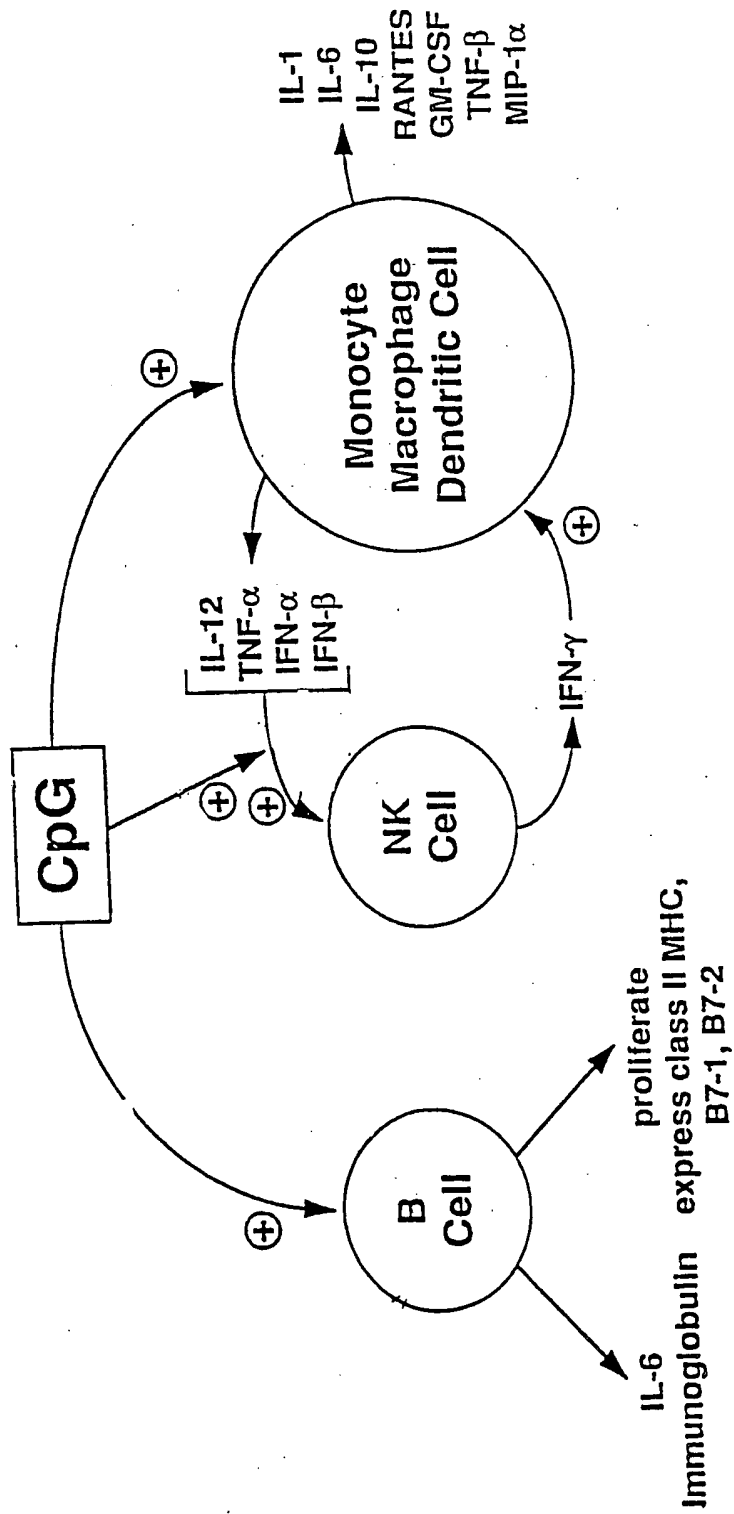 CpG
⊕
⊕
⊕
⊕
⊕
B
Cell
IL-6
Immunoglobulin
proliferate
express class II MHC,
B7-1, B7-2
NK
Cell
IL-12
TNF-α
IFN-α
IFN-β
IFN-γ
Monocyte
Macrophage
Dendritic Cell
IL-1
IL-6
IL-10
RANTES
GM-CSF
TNF-β
MIP-1α